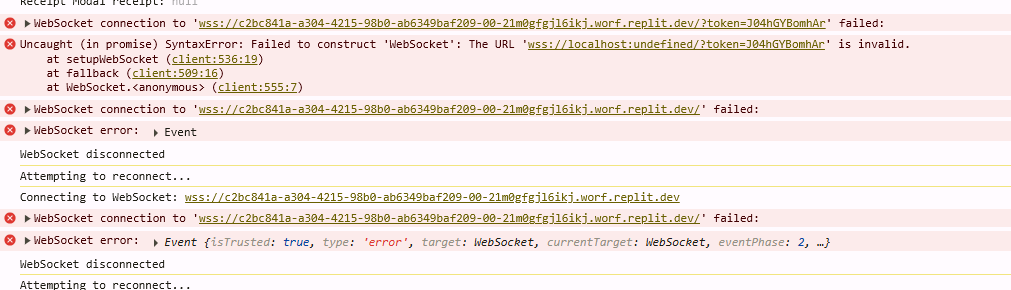 Receipt Modal receipt: null
WebSocket connection to 'wss://c2bc841a-a304-4215-98b0-ab6349baf209-00-21m0gfgjl6ikj.worf.replit.dev/?token=J04hGYBomhAr' failed:
Uncaught (in promise) SyntaxError: Failed to construct 'WebSocket': The URL 'wss://localhost:undefined/?token=J04hGYBomhAr' is invalid.
at setupWebSocket (client:536:19)
at fallback (client:509:16)
at WebSocket.<anonymous> (client:555:7)
WebSocket connection to 'wss://c2bc841a-a304-4215-98b0-ab6349baf209-00-21m0gfgjl6ikj.worf.replit.dev/' failed:
WebSocket error: Event
WebSocket disconnected
Attempting to reconnect...
Connecting to WebSocket: wss://c2bc841a-a304-4215-98b0-ab6349baf209-00-21m0gfgjl6ikj.worf.replit.dev
WebSocket connection to 'wss://c2bc841a-a304-4215-98b0-ab6349baf209-00-21m0gfgjl6ikj.worf.replit.dev/' failed:
WebSocket error: Event {isTrusted: true, type: 'error', target: WebSocket, currentTarget: WebSocket, eventPhase: 2, …}
WebSocket disconnected
Attempting to reconnect...